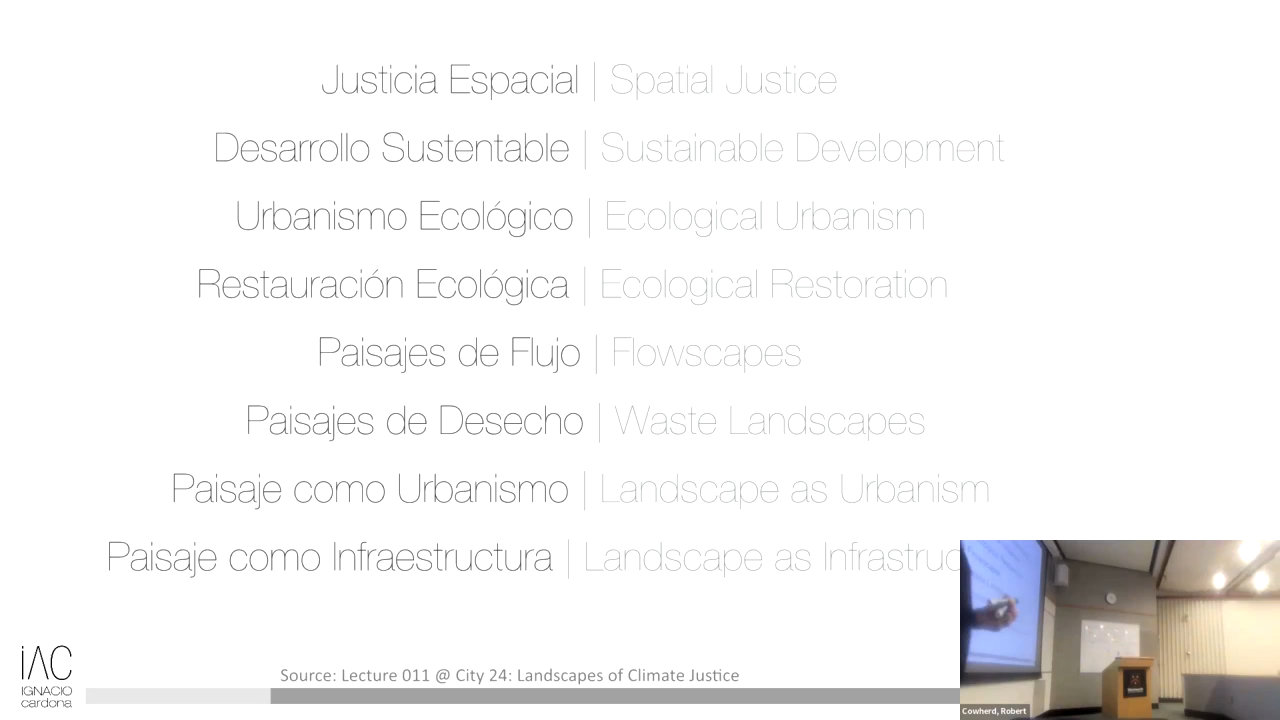 Justicia Espacial | Spatial Justice
Desarrollo Sustentable | Sustainable Development
Urbanismo Ecológico | Ecological Urbanism
Restauración Ecológica | Ecological Restoration
Paisajes de Flujo | Flowscapes
Paisajes de Desecho | Waste Landscapes
Paisaje como Urbanismo | Landscape as Urbanism
Paisaje como Infraestructura | Landscape as Infrastruc
iAC
IGNACIO
cardona
Source: Lecture 011 @ City 24: Landscapes of Climate Justice
Cowherd, Robert